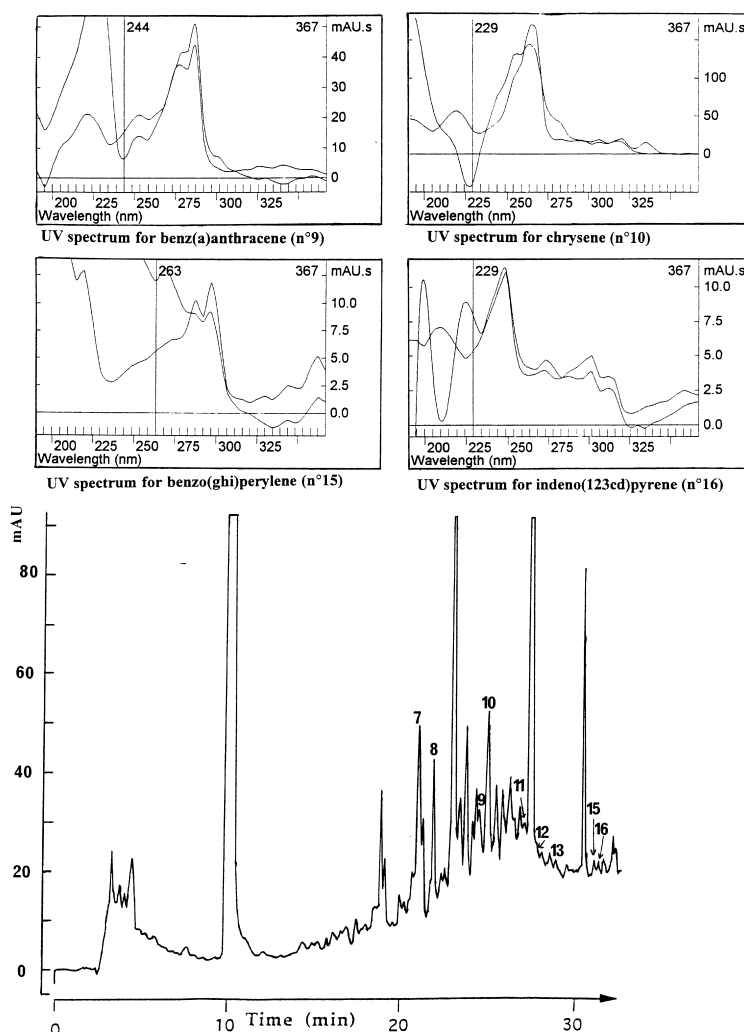 244 367 mAU.s
40
30
20
10
0
200 225 250 275 300 325
Wavelength (nm)
UV spectrum for benz(a)anthracene (n°9)
229 367 mAU.s
100
50
0
200 225 250 275 300 325
Wavelength (nm)
UV spectrum for chrysene (n°10)
263 367 mAU.s
10.0
7.5
5.0
2.5
0.0
200 225 250 275 300 325
Wavelength (nm)
UV spectrum for benzo(ghi)perylene (n°15)
229 367 mAU.s
10.0
7.5
5.0
2.5
0.0
200 225 250 275 300 325
Wavelength (nm)
UV spectrum for indeno(123cd)pyrene (n°16)
mAU
80
60
40
20
0
7
8
9
10
11
12
13
15
16
0 10 20 30
Time (min)